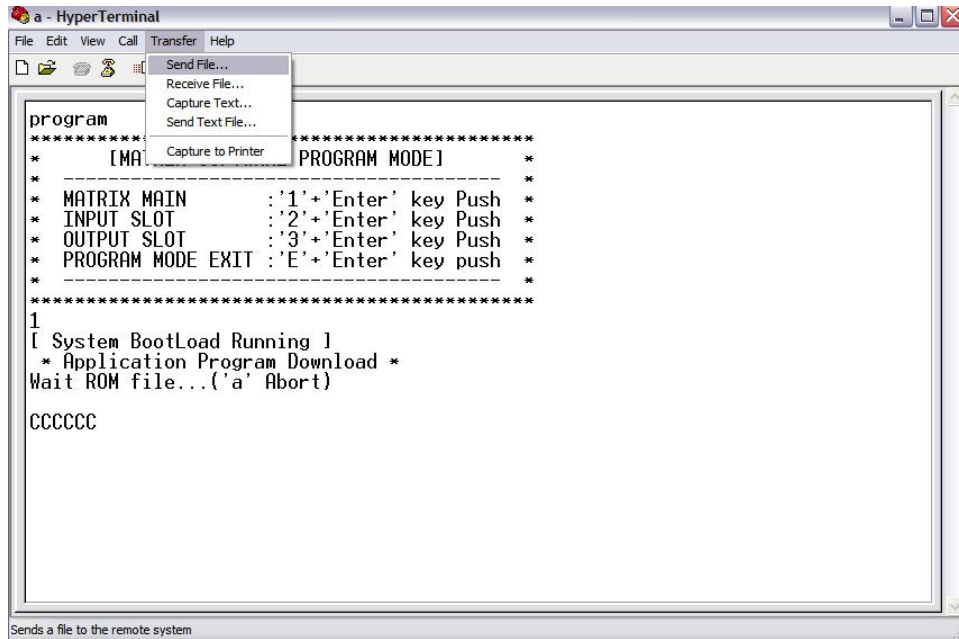 a - HyperTerminal
File Edit View Call Transfer Help
Send File...
Receive File...
Capture Text...
Send Text File...
Capture to Printer
program
*********************************************
* PROGRAM MODE] *
* --------------------------------------- *
* MATRIX MAIN :'1'+'Enter' key Push *
* INPUT SLOT :'2'+'Enter' key Push *
* OUTPUT SLOT :'3'+'Enter' key Push *
* PROGRAM MODE EXIT :'E'+'Enter' key push *
* --------------------------------------- *
*********************************************
1
[ System BootLoad Running ]
* Application Program Download *
Wait ROM file...('a' Abort)
CCCCCC
Sends a file to the remote system